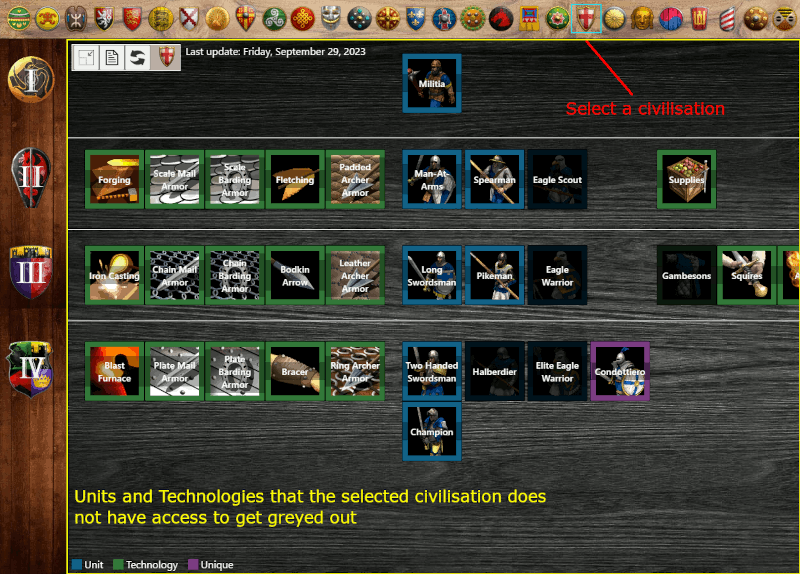 Last update: Friday, September 29, 2023
Select a civilisation
I
Militia
II
Forging
Scale Mail
Armor
Scale
Barding
Armor
Fletching
Padded
Archer
Armor
Man-At-
Arms
Spearman
Eagle Scout
Supplies
III
Iron Casting
Chain Mail
Armor
Chain
Barding
Armor
Bodkin
Arrow
Leather
Archer
Armor
Long
Swordsman
Pikeman
Eagle
Warrior
Gambesons
Squires
IV
Blast
Furnace
Plate Mail
Armor
Plate
Barding
Armor
Bracer
Ring Archer
Armor
Two Handed
Swordsman
Halberdier
Elite Eagle
Warrior
Condottiero
Champion
Units and Technologies that the selected civilisation does
not have access to get greyed out
Unit Technology Unique